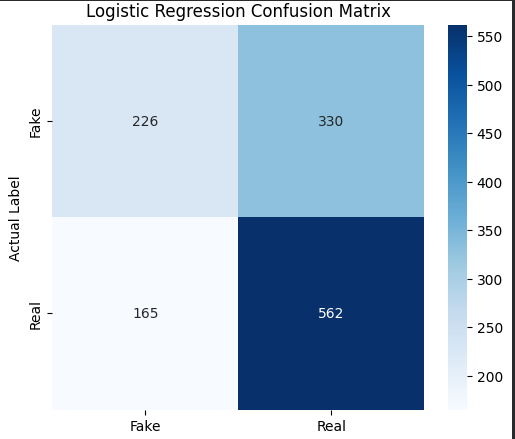 Logistic Regression Confusion Matrix
550
500
450
400
350
300
250
200
Actual Label
Fake
Real
226
330
165
562
Fake
Real